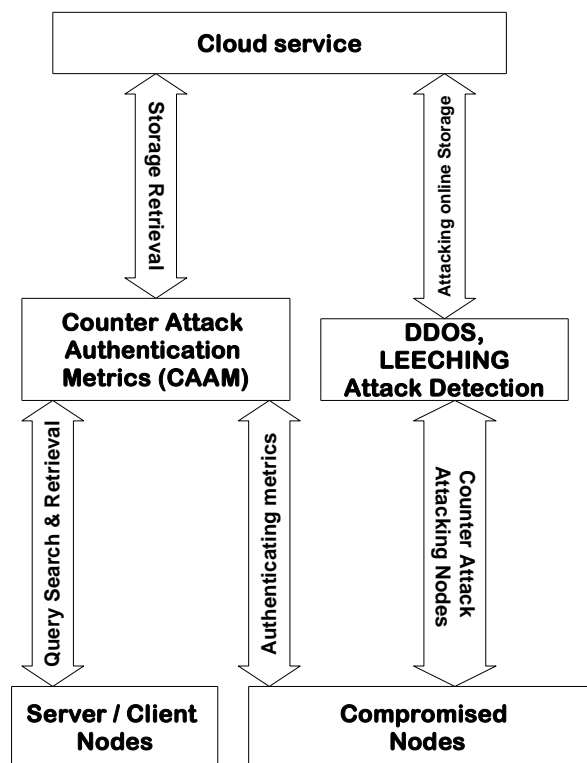 Cloud service
Storage Retrieval
Attacking online Storage
Counter Attack
Authentication
Metrics (CAAM)
DDOS,
LEECHING
Attack Detection
Query Search & Retrieval
Authenticating metrics
Counter Attack
Attacking Nodes
Server / Client
Nodes
Compromised
Nodes